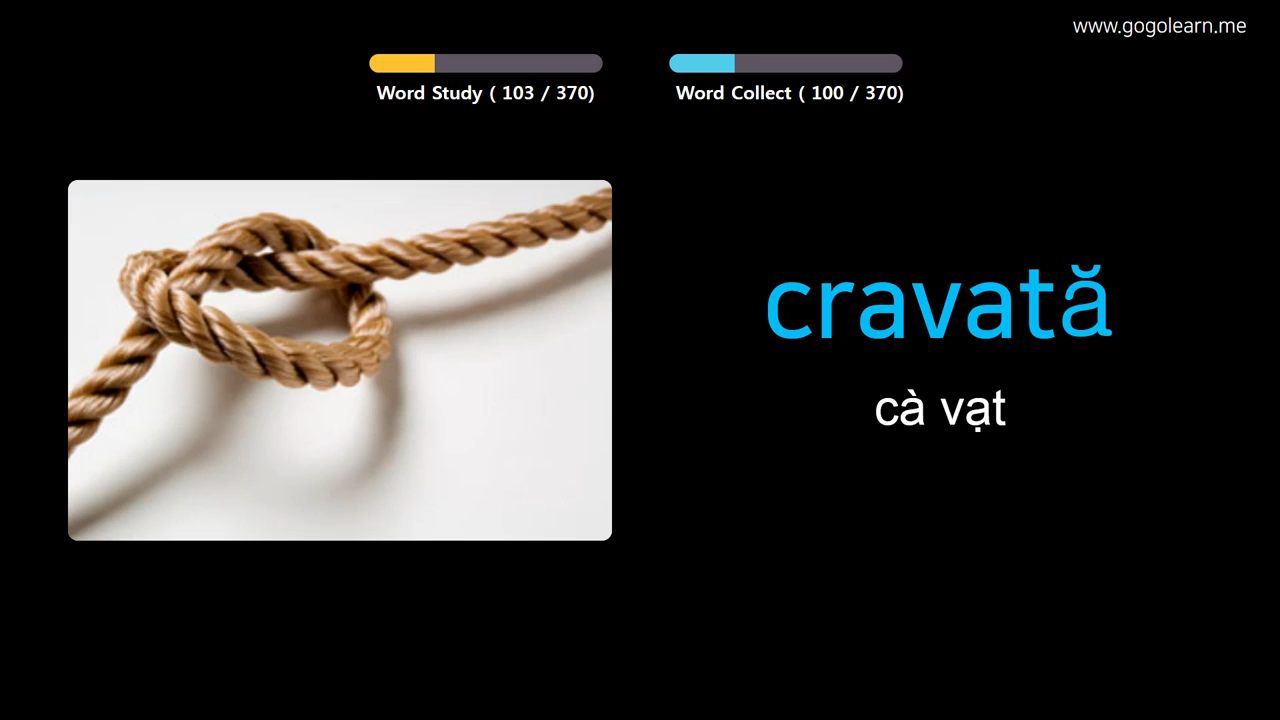 www.gogolearn.me
Word Study ( 103 / 370)
Word Collect ( 100 / 370)
cravată
cà vạt